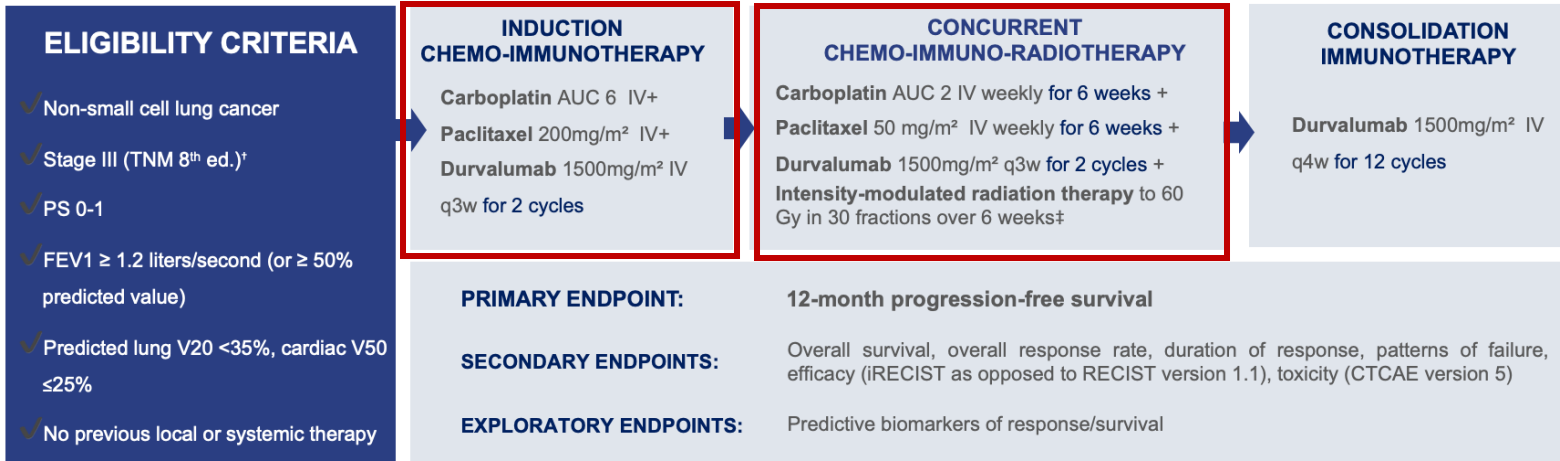 ELIGIBILITY CRITERIA
Non-small cell lung cancer
Stage III (TNM 8th ed.)†
PS 0-1
FEV1 ≥ 1.2 liters/second (or ≥ 50%
predicted value)
Predicted lung V20 <35%, cardiac V50
≤25%
No previous local or systemic therapy
INDUCTION
CHEMO-IMMUNOTHERAPY
Carboplatin AUC 6 IV+
Paclitaxel 200mg/m² IV+
Durvalumab 1500mg/m² IV
q3w for 2 cycles
CONCURRENT
CHEMO-IMMUNO-RADIOTHERAPY
Carboplatin AUC 2 IV weekly for 6 weeks +
Paclitaxel 50 mg/m² IV weekly for 6 weeks +
Durvalumab 1500mg/m² q3w for 2 cycles +
Intensity-modulated radiation therapy to 60
Gy in 30 fractions over 6 weeks‡
CONSOLIDATION
IMMUNOTHERAPY
Durvalumab 1500mg/m² IV
q4w for 12 cycles
PRIMARY ENDPOINT: 12-month progression-free survival
SECONDARY ENDPOINTS: Overall survival, overall response rate, duration of response, patterns of failure,
efficacy (iRECIST as opposed to RECIST version 1.1), toxicity (CTCAE version 5)
EXPLORATORY ENDPOINTS: Predictive biomarkers of response/survival